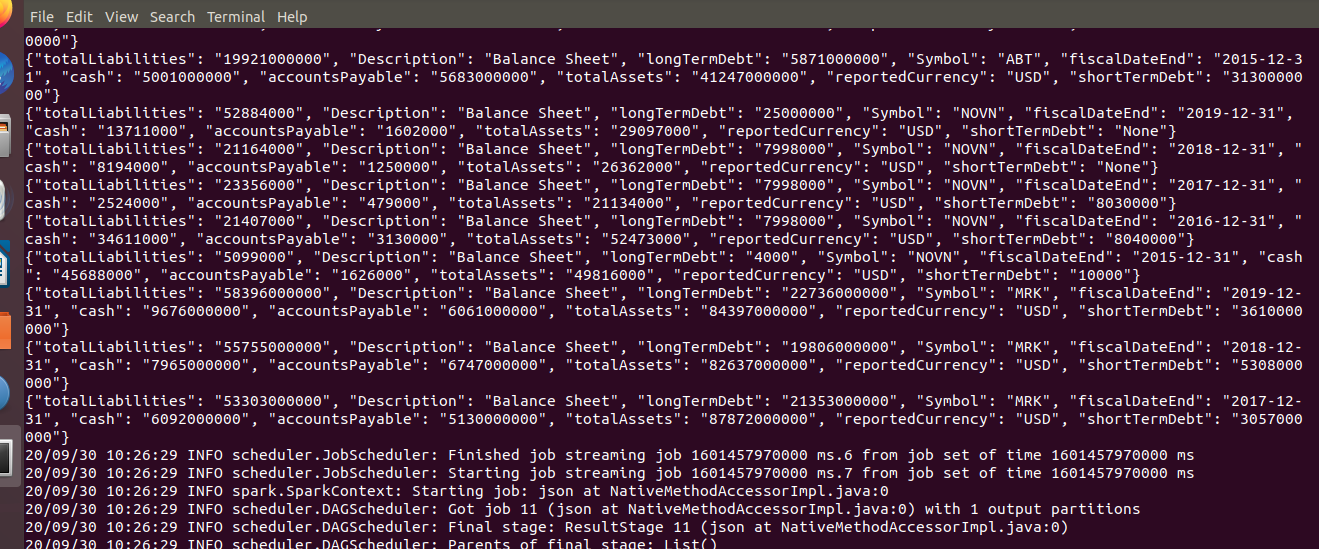 File Edit View Search Terminal Help
0000"}
{"totalLiabilities": "19921000000", "Description": "Balance Sheet", "longTermDebt": "5871000000", "Symbol": "ABT", "fiscalDateEnd": "2015-12-3
1", "cash": "5001000000", "accountsPayable": "5683000000", "totalAssets": "41247000000", "reportedCurrency": "USD", "shortTermDebt": "31300000
00"}
{"totalLiabilities": "52884000", "Description": "Balance Sheet", "longTermDebt": "25000000", "Symbol": "NOVN", "fiscalDateEnd": "2019-12-31",
"cash": "13711000", "accountsPayable": "1602000", "totalAssets": "29097000", "reportedCurrency": "USD", "shortTermDebt": "None"}
{"totalLiabilities": "21164000", "Description": "Balance Sheet", "longTermDebt": "7998000", "Symbol": "NOVN", "fiscalDateEnd": "2018-12-31", "
cash": "8194000", "accountsPayable": "1250000", "totalAssets": "26362000", "reportedCurrency": "USD", "shortTermDebt": "None"}
{"totalLiabilities": "23356000", "Description": "Balance Sheet", "longTermDebt": "7998000", "Symbol": "NOVN", "fiscalDateEnd": "2017-12-31", "
cash": "2524000", "accountsPayable": "479000", "totalAssets": "21134000", "reportedCurrency": "USD", "shortTermDebt": "8030000"}
{"totalLiabilities": "21407000", "Description": "Balance Sheet", "longTermDebt": "7998000", "Symbol": "NOVN", "fiscalDateEnd": "2016-12-31", "
cash": "34611000", "accountsPayable": "3130000", "totalAssets": "52473000", "reportedCurrency": "USD", "shortTermDebt": "8040000"}
{"totalLiabilities": "5099000", "Description": "Balance Sheet", "longTermDebt": "4000", "Symbol": "NOVN", "fiscalDateEnd": "2015-12-31", "cash
": "45688000", "accountsPayable": "1626000", "totalAssets": "49816000", "reportedCurrency": "USD", "shortTermDebt": "10000"}
{"totalLiabilities": "58396000000", "Description": "Balance Sheet", "longTermDebt": "22736000000", "Symbol": "MRK", "fiscalDateEnd": "2019-12-
31", "cash": "9676000000", "accountsPayable": "6061000000", "totalAssets": "84397000000", "reportedCurrency": "USD", "shortTermDebt": "3610000
000"}
{"totalLiabilities": "55755000000", "Description": "Balance Sheet", "longTermDebt": "19806000000", "Symbol": "MRK", "fiscalDateEnd": "2018-12-
31", "cash": "7965000000", "accountsPayable": "6747000000", "totalAssets": "82637000000", "reportedCurrency": "USD", "shortTermDebt": "5308000
000"}
{"totalLiabilities": "53303000000", "Description": "Balance Sheet", "longTermDebt": "21353000000", "Symbol": "MRK", "fiscalDateEnd": "2017-12-
31", "cash": "6092000000", "accountsPayable": "5130000000", "totalAssets": "87872000000", "reportedCurrency": "USD", "shortTermDebt": "3057000
000"}
20/09/30 10:26:29 INFO scheduler.JobScheduler: Finished job streaming job 1601457970000 ms.6 from job set of time 1601457970000 ms
20/09/30 10:26:29 INFO scheduler.JobScheduler: Starting job streaming job 1601457970000 ms.7 from job set of time 1601457970000 ms
20/09/30 10:26:29 INFO spark.SparkContext: Starting job: json at NativeMethodAccessorImpl.java:0
20/09/30 10:26:29 INFO scheduler.DAGScheduler: Got job 11 (json at NativeMethodAccessorImpl.java:0) with 1 output partitions
20/09/30 10:26:29 INFO scheduler.DAGScheduler: Final stage: ResultStage 11 (json at NativeMethodAccessorImpl.java:0)
20/09/30 10:26:29 INFO scheduler.DAGScheduler: Parents of final stage: List()